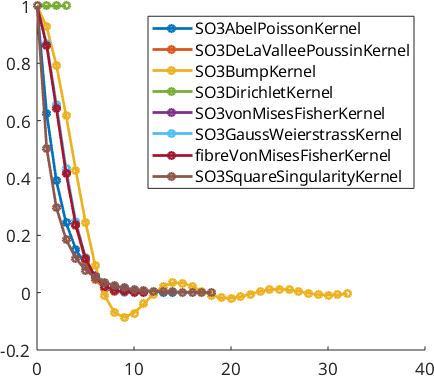 1
0.8
0.6
0.4
0.2
0
-0.2
0
10
20
30
40
SO3AbelPoissonKernel
SO3DeLaValleePoussinKernel
SO3BumpKernel
SO3DirichletKernel
SO3vonMisesFisherKernel
SO3GaussWeierstrassKernel
fibreVonMisesFisherKernel
SO3SquareSingularityKernel